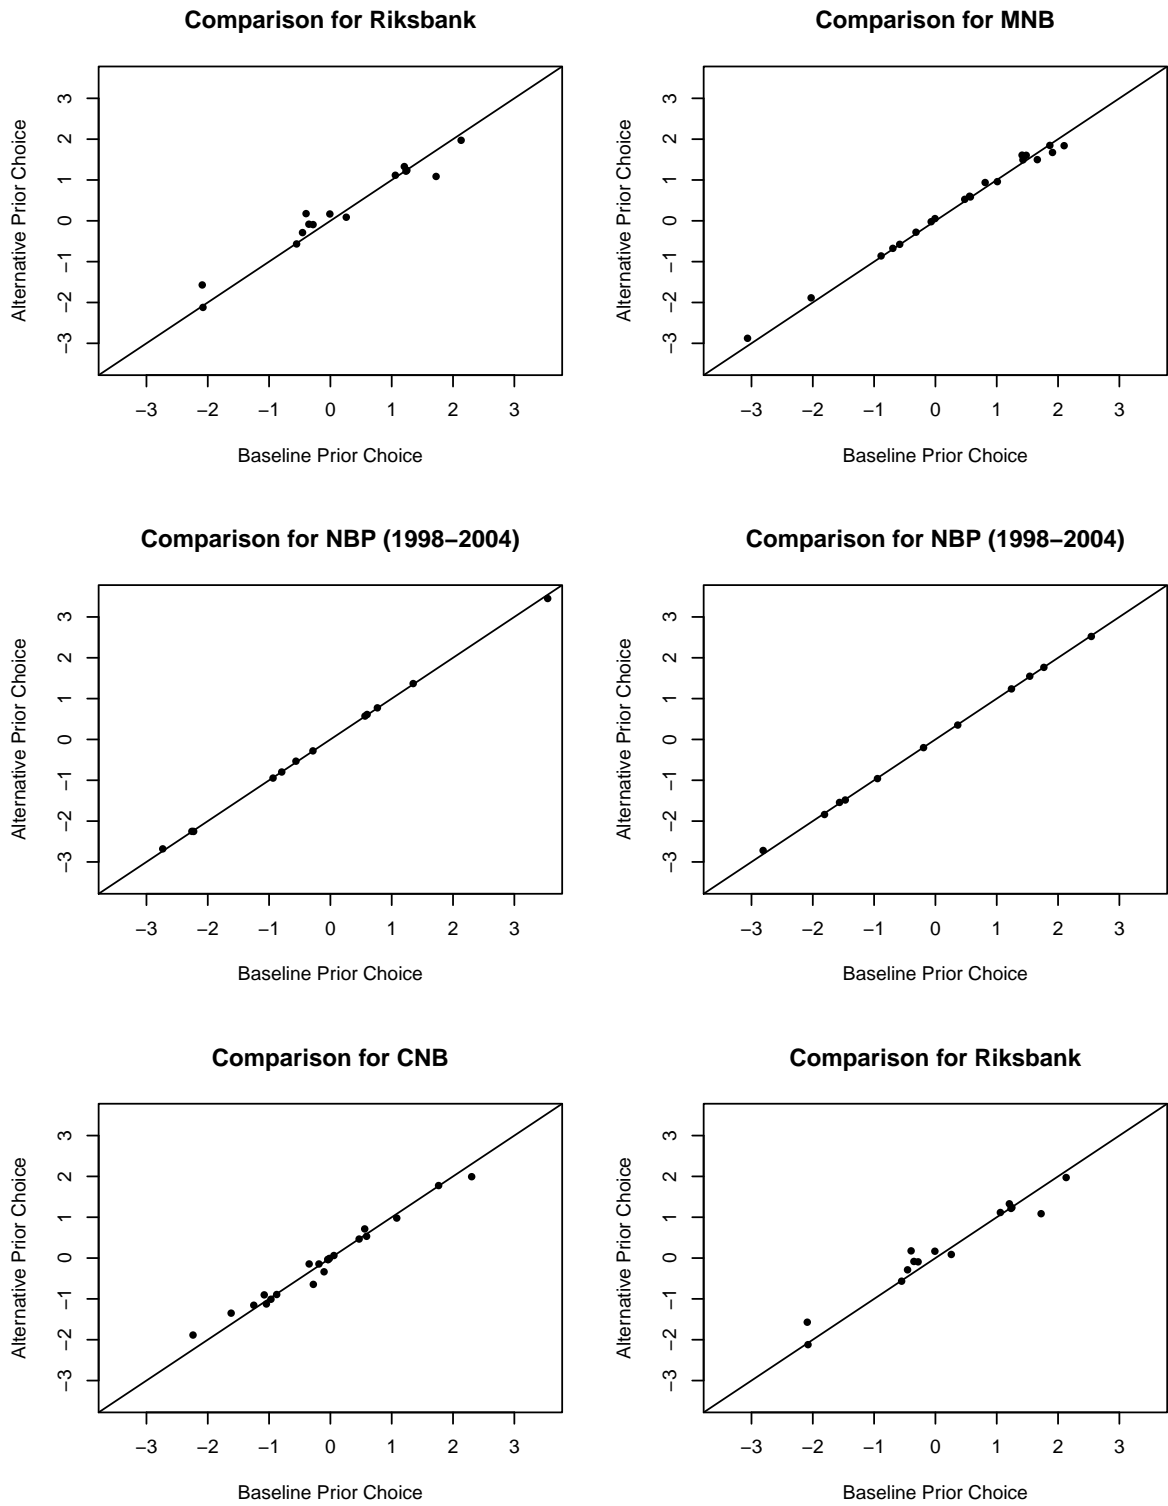 Comparison for Riksbank
Alternative Prior Choice
3
2
1
0
−1
−2
−3
−3 −2 −1 0 1 2 3
Baseline Prior Choice
Comparison for MNB
Alternative Prior Choice
3
2
1
0
−1
−2
−3
−3 −2 −1 0 1 2 3
Baseline Prior Choice
Comparison for NBP (1998−2004)
Alternative Prior Choice
3
2
1
0
−1
−2
−3
−3 −2 −1 0 1 2 3
Baseline Prior Choice
Comparison for NBP (1998−2004)
Alternative Prior Choice
3
2
1
0
−1
−2
−3
−3 −2 −1 0 1 2 3
Baseline Prior Choice
Comparison for CNB
Alternative Prior Choice
3
2
1
0
−1
−2
−3
−3 −2 −1 0 1 2 3
Baseline Prior Choice
Comparison for Riksbank
Alternative Prior Choice
3
2
1
0
−1
−2
−3
−3 −2 −1 0 1 2 3
Baseline Prior Choice